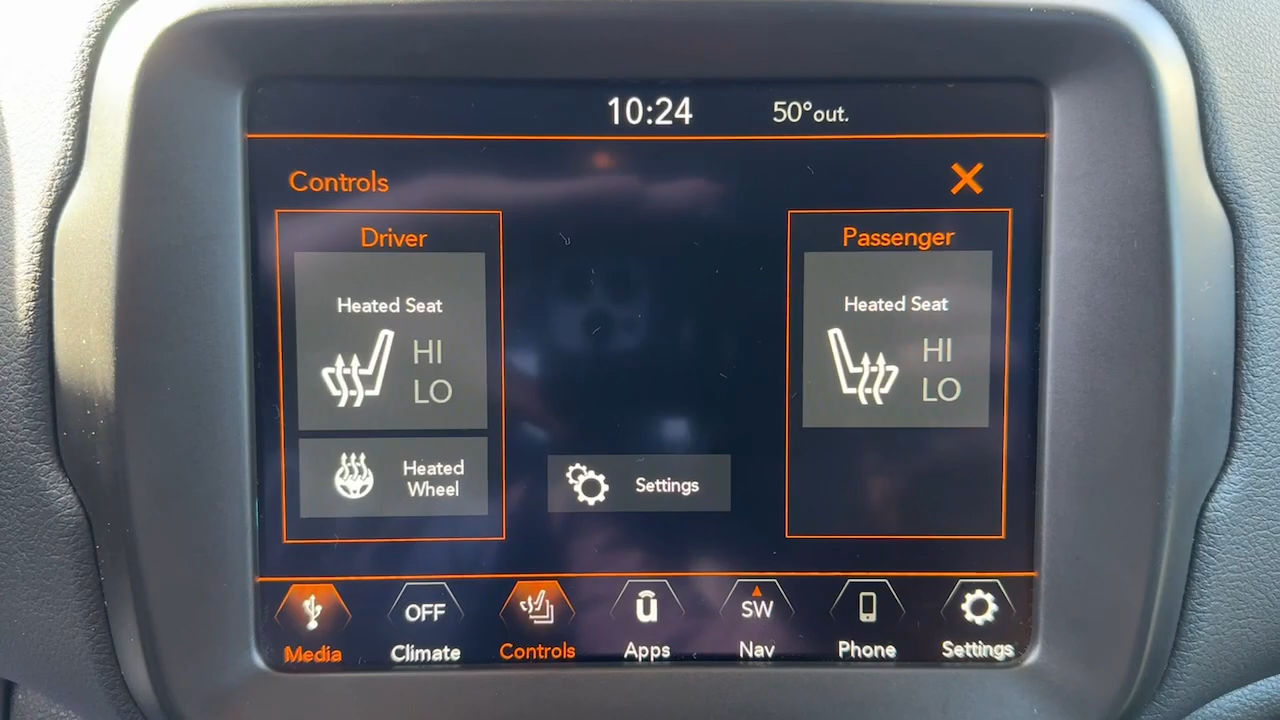 10:24 50°out.
Controls X
Driver
Heated Seat
HI
LO
Heated
Wheel
Settings
Passenger
Heated Seat
HI
LO
Media
OFF
Climate
Controls
ū
Apps
SW
Nav
Phone
Settings